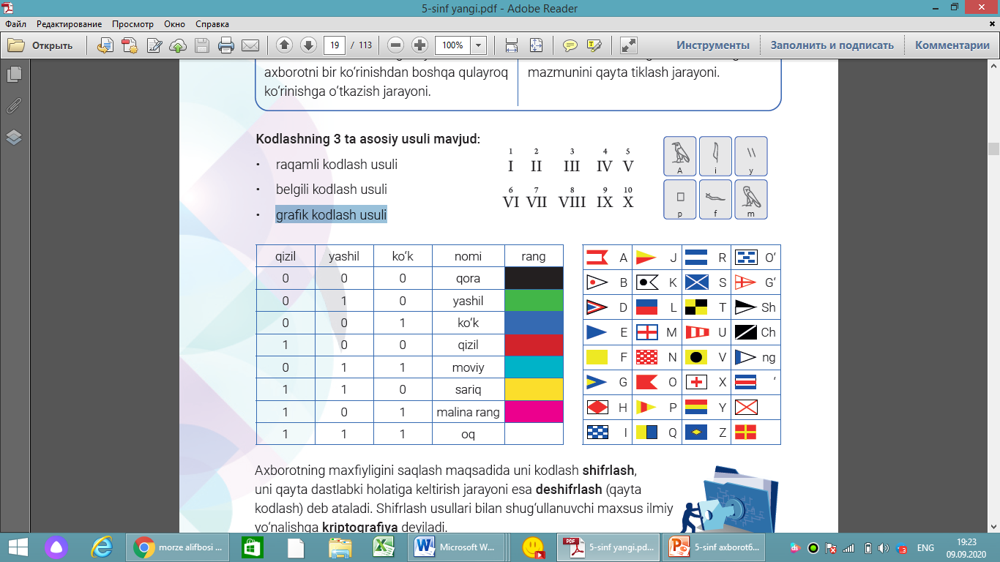 5-sinf yangi.pdf - Adobe Reader
Файл Редактирование Просмотр Окно Справка
Открыть 19 / 113 100% Инструменты Заполнить и подписать Комментарии
axborotni bir ko‘rinishdan boshqa qulayroq
ko‘rinishga o‘tkazish jarayoni.
mazmunini qayta tiklash jarayoni.
Kodlashning 3 ta asosiy usuli mavjud:
• raqamli kodlash usuli
• belgili kodlash usuli
• grafik kodlash usuli
1 2 3 4 5
I II III IV V
6 7 8 9 10
VI VII VIII IX X
A i y
p f m
qizil yashil ko‘k nomi rang
0 0 0 qora
0 1 0 yashil
0 0 1 ko‘k
1 0 0 qizil
0 1 1 moviy
1 1 0 sariq
1 0 1 malina rang
1 1 1 oq
A J R O‘
B K S G‘
D L T Sh
E M U Ch
F N V ng
G O X ‘
H P Y
I Q Z
Axborotning maxfiyligini saqlash maqsadida uni kodlash shifrlash,
uni qayta dastlabki holatiga keltirish jarayoni esa deshifrlash (qayta
kodlash) deb ataladi. Shifrlash usullari bilan shug‘ullanuvchi maxsus ilmiy
yo‘nalishga kriptografiya deyiladi.
morze alifbosi ... Microsoft W... 5-sinf yangi.pd... 5-sinf axborot6... ENG 19:23
09.09.2020